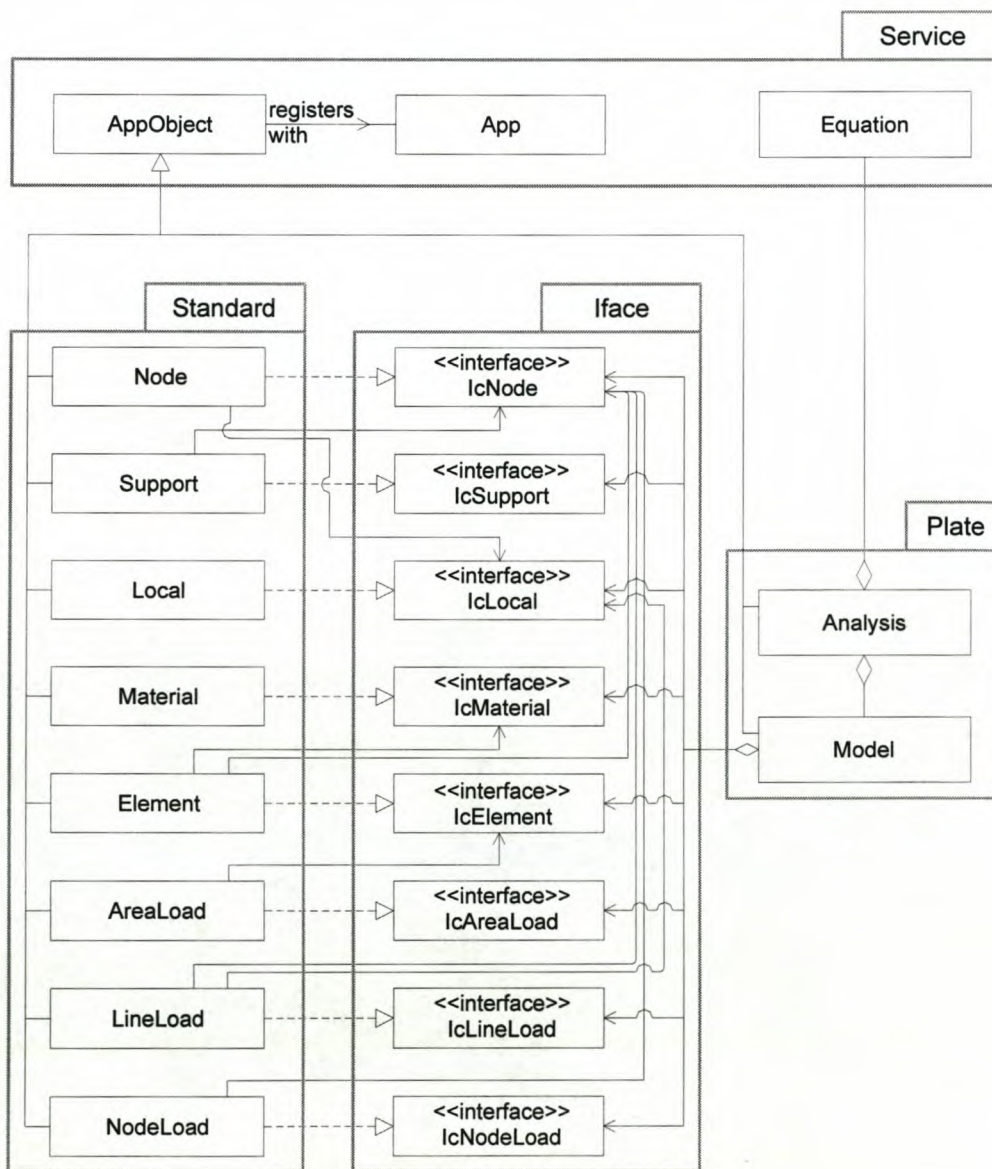 Service
AppObject
registers
with
App
Equation
Standard
Iface
Node
<<interface>>
IcNode
Support
<<interface>>
IcSupport
Plate
Local
<<interface>>
IcLocal
Analysis
Material
<<interface>>
IcMaterial
Model
Element
<<interface>>
IcElement
AreaLoad
<<interface>>
IcAreaLoad
LineLoad
<<interface>>
IcLineLoad
NodeLoad
<<interface>>
IcNodeLoad